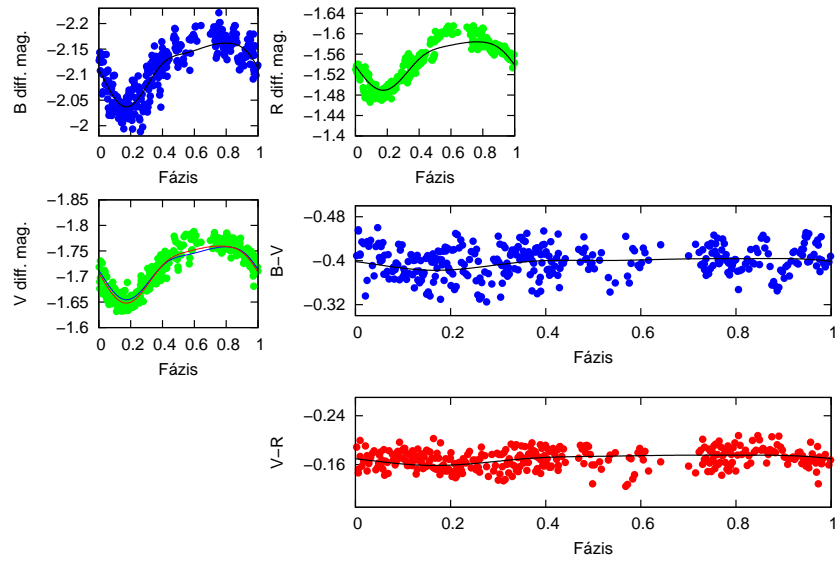 B diff. mag.
−2.2
−2.15
−2.1
−2.05
−2
0 0.2 0.4 0.6 0.8 1
Fázis
R diff. mag.
−1.64
−1.6
−1.56
−1.52
−1.48
−1.44
−1.4
0 0.2 0.4 0.6 0.8 1
Fázis
V diff. mag.
−1.85
−1.8
−1.75
−1.7
−1.65
−1.6
0 0.2 0.4 0.6 0.8 1
Fázis
B−V
−0.48
−0.4
−0.32
0 0.2 0.4 0.6 0.8 1
Fázis
V−R
−0.24
−0.16
0 0.2 0.4 0.6 0.8 1
Fázis